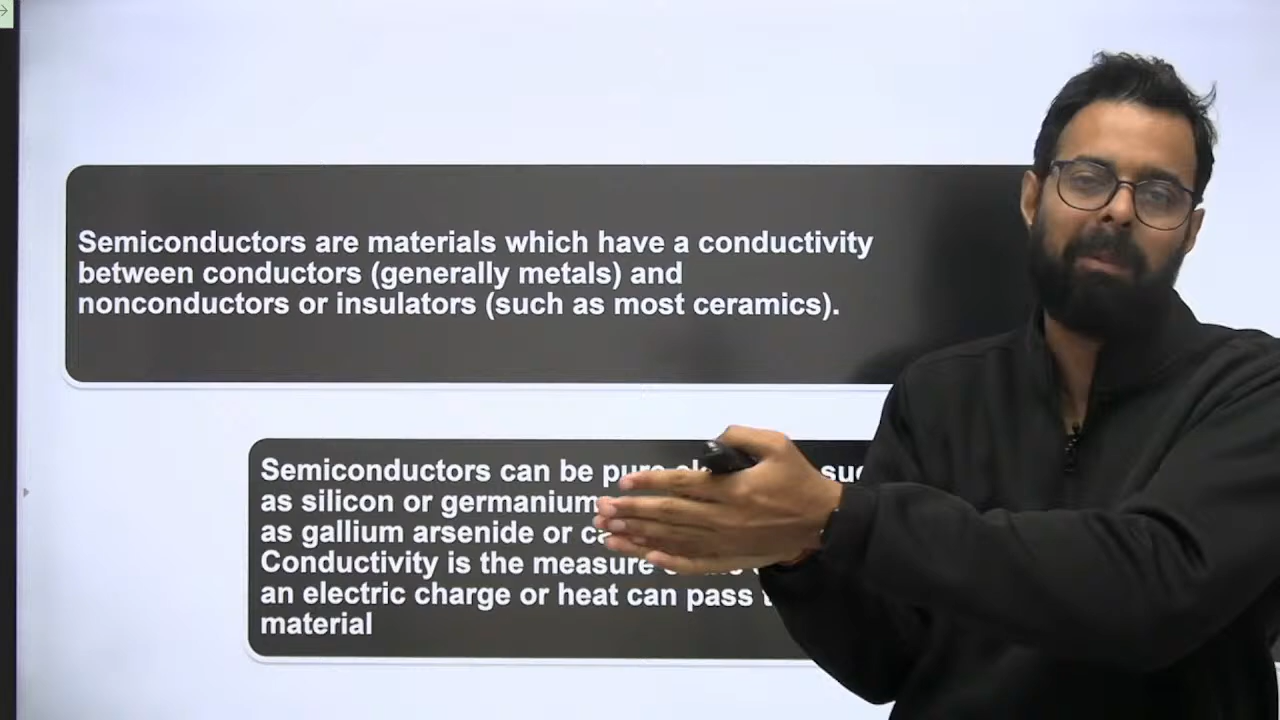 Semiconductors are materials which have a conductivity
between conductors (generally metals) and
nonconductors or insulators (such as most ceramics).
Semiconductors can be pure
as silicon or germanium
as gallium arsenide or
Conductivity is the measure
an electric charge or heat can pass
material